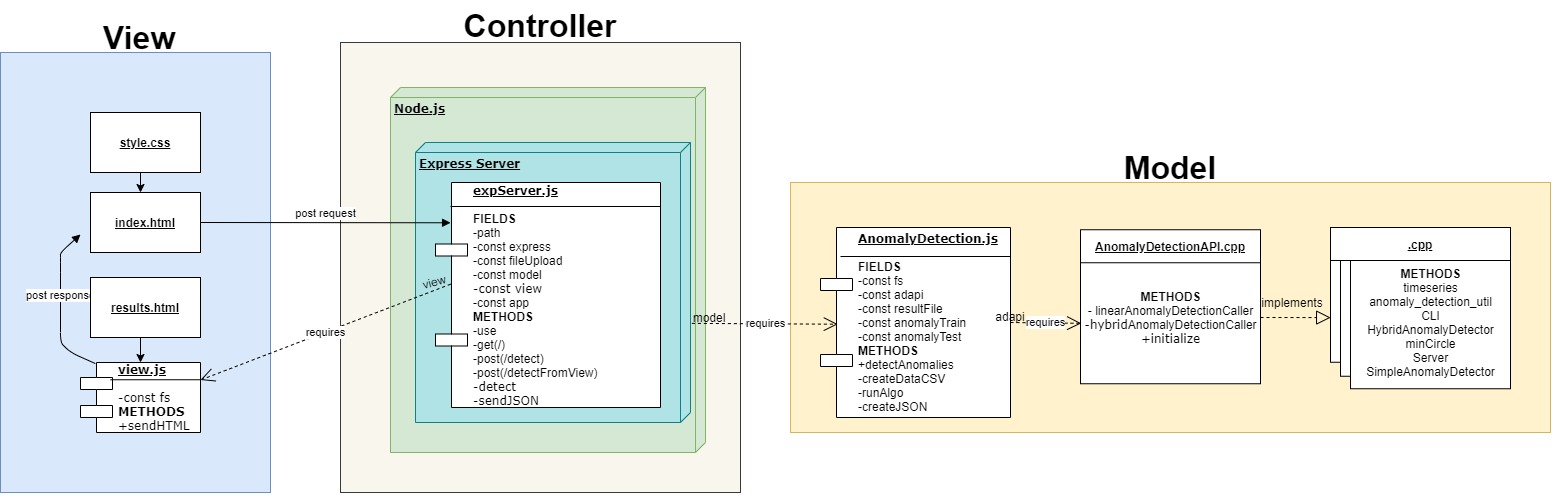 View
style.css
index.html
results.html
post response
view.js
-const fs
METHODS
+sendHTML
post request
requires
Controller
Node.js
Express Server
expServer.js
FIELDS
-path
-const express
-const fileUpload
-const model
-const view
-const app
METHODS
-use
-get(/)
-post(/detect)
-post(/detectFromView)
-detect
-sendJSON
view
model
requires
Model
AnomalyDetection.js
FIELDS
-const fs
-const adapi
-const resultFile
-const anomalyTrain
-const anomalyTest
METHODS
+detectAnomalies
-createDataCSV
-runAlgo
-createJSON
adapi
requires
AnomalyDetectionAPI.cpp
METHODS
- linearAnomalyDetectionCaller
-hybridAnomalyDetectionCaller
+initialize
implements
.cpp
METHODS
timeseries
anomaly_detection_util
CLI
HybridAnomalyDetector
minCircle
Server
SimpleAnomalyDetector